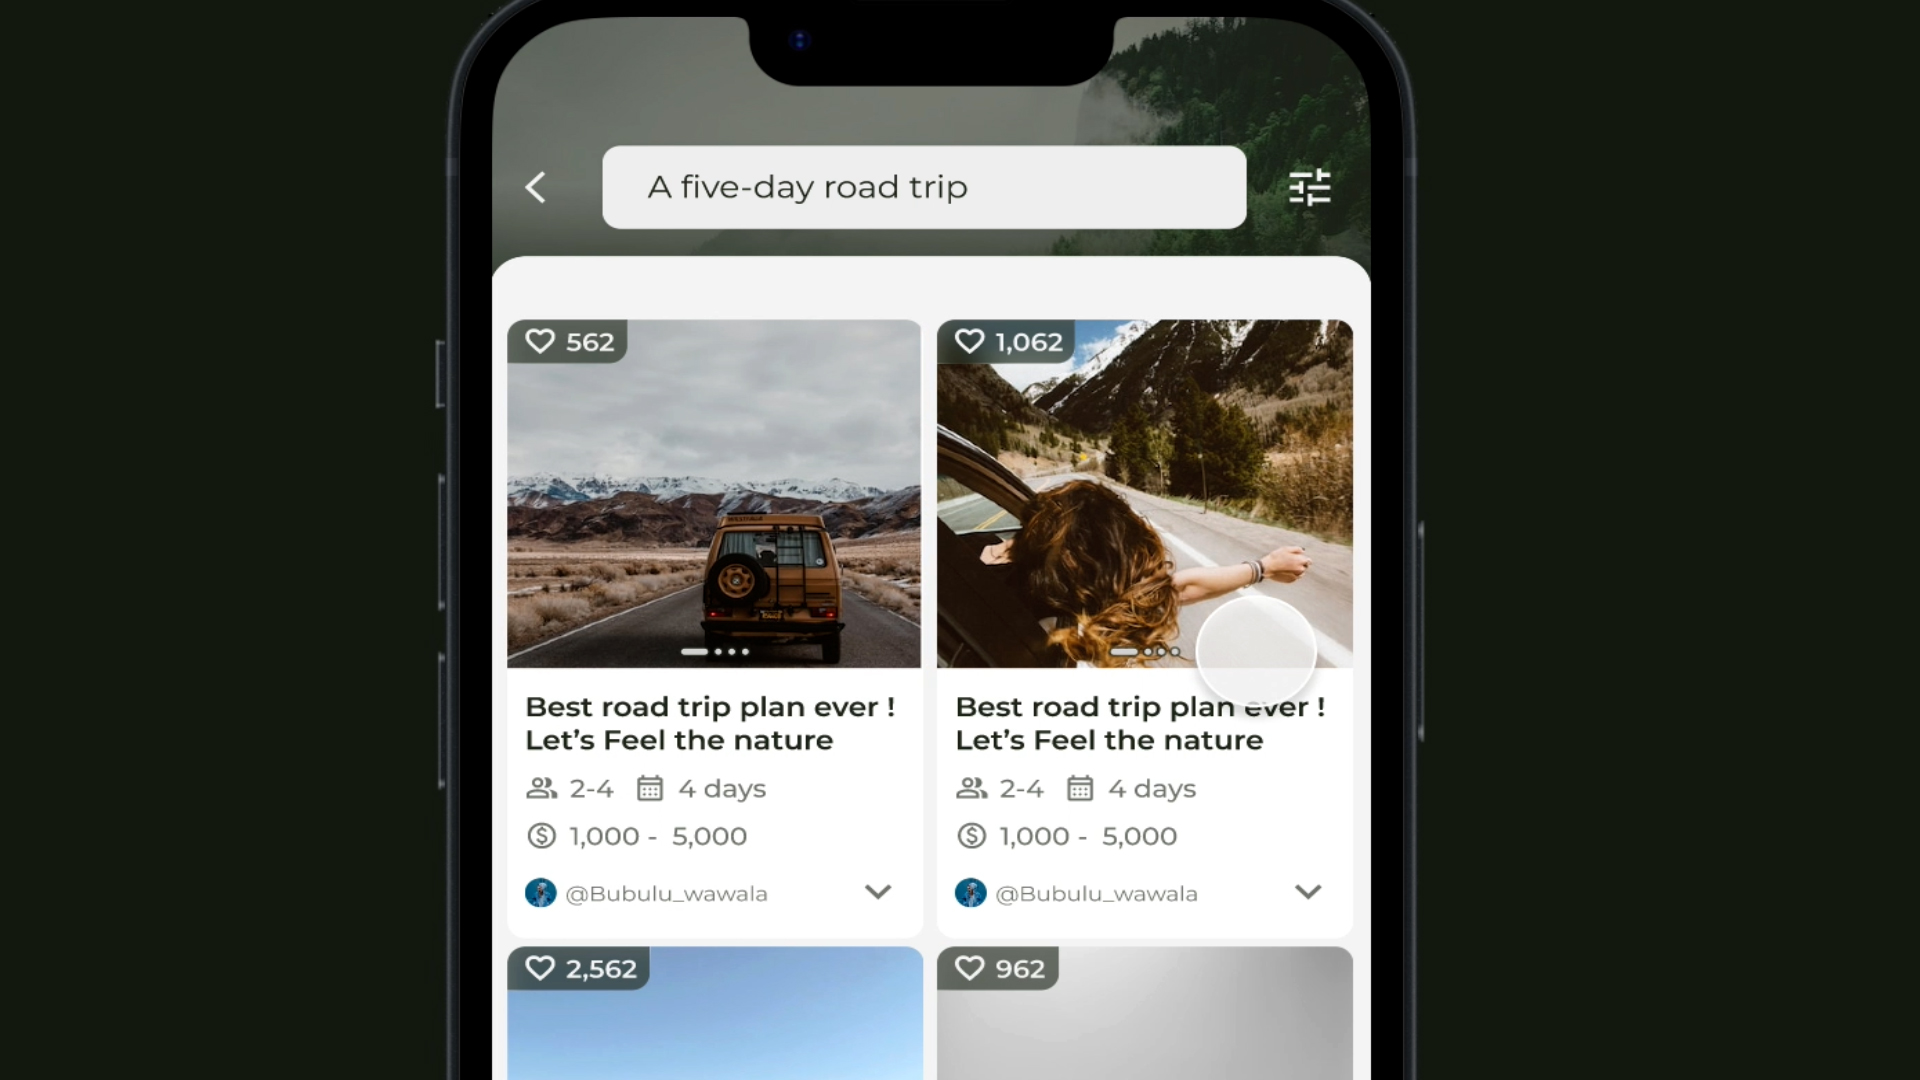 A five-day road trip
562
1,062
Best road trip plan ever !
Let’s Feel the nature
2-4 4 days
1,000 - 5,000
@Bubulu_wawala
Best road trip plan ever !
Let’s Feel the nature
2-4 4 days
1,000 - 5,000
@Bubulu_wawala
2,562
962